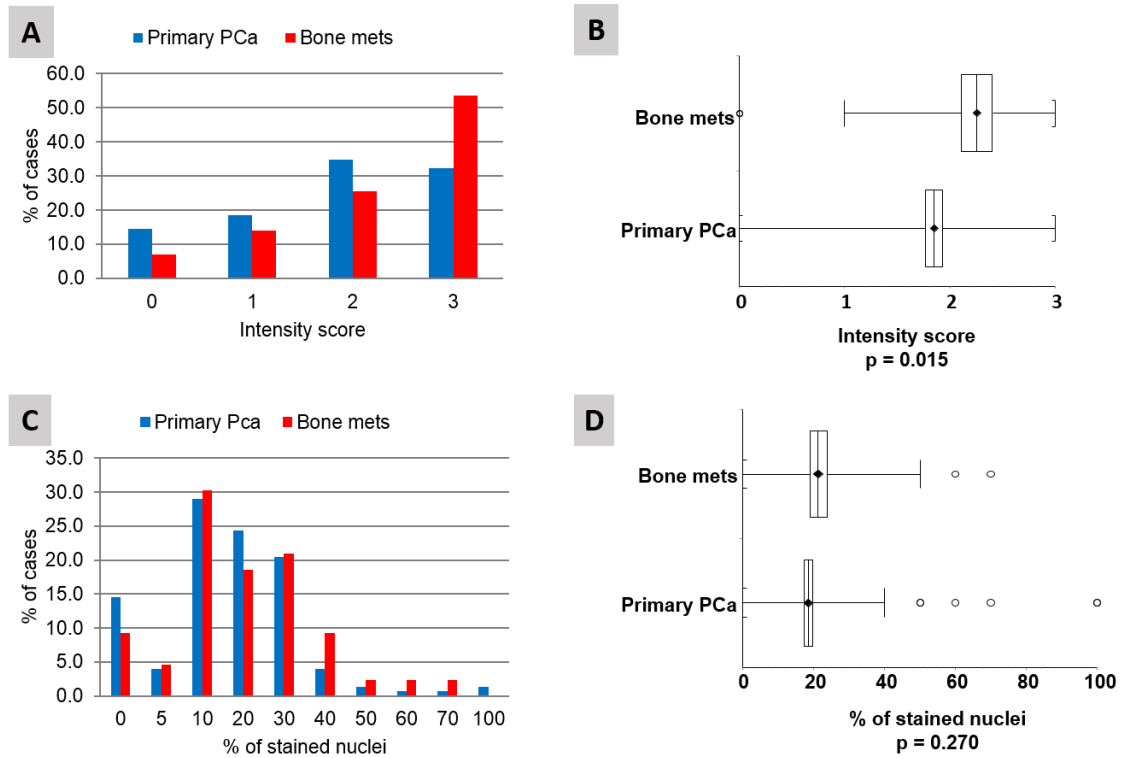 A
Primary PCa Bone mets
60.0
50.0
40.0
30.0
20.0
10.0
0.0
% of cases
0 1 2 3
Intensity score
B
Bone mets
Primary PCa
0 1 2 3
Intensity score
p = 0.015
C
Primary Pca Bone mets
35.0
30.0
25.0
20.0
15.0
10.0
5.0
0.0
% of cases
0 5 10 20 30 40 50 60 70 100
% of stained nuclei
D
Bone mets
Primary PCa
0 20 40 60 80 100
% of stained nuclei
p = 0.270